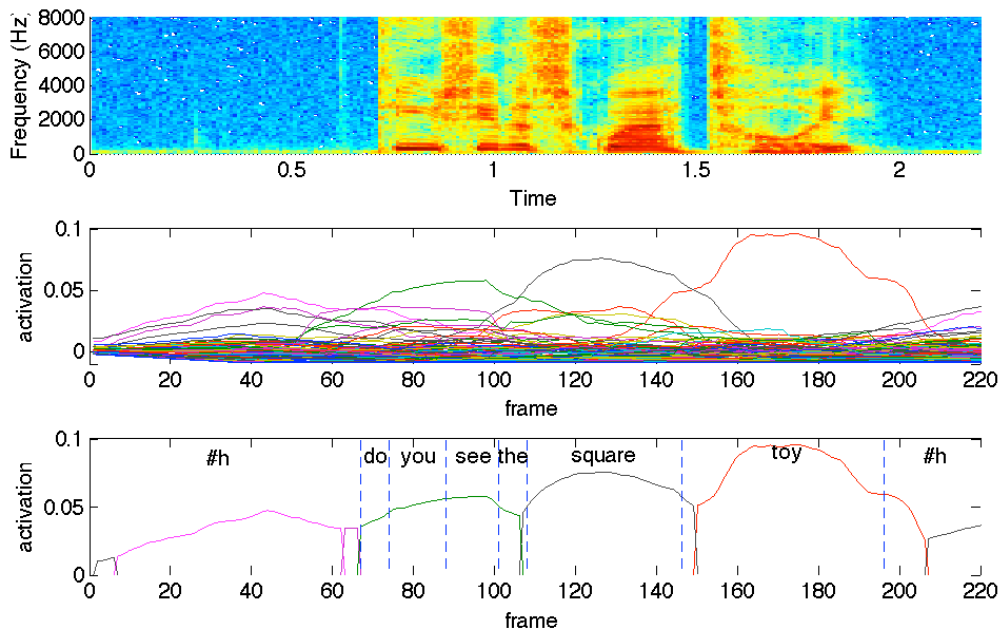 Frequency (Hz)
8000
6000
4000
2000
0
0 0.5 1 1.5 2
Time
activation
0.1
0.05
0
0 20 40 60 80 100 120 140 160 180 200 220
frame
activation
0.1
0.05
0
#h do you see the square toy #h
0 20 40 60 80 100 120 140 160 180 200 220
frame